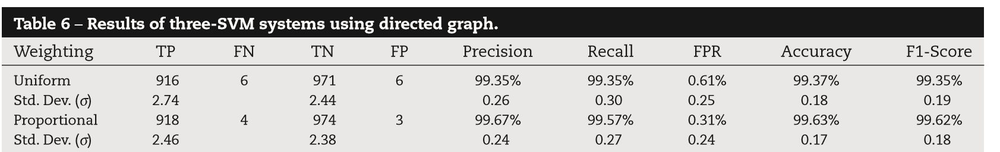 Table 6 – Results of three-SVM systems using directed graph.
Weighting TP FN TN FP Precision Recall FPR Accuracy F1-Score
Uniform 916 6 971 6 99.35% 99.35% 0.61% 99.37% 99.35%
Std. Dev. (σ) 2.74 2.44 0.26 0.30 0.25 0.18 0.19
Proportional 918 4 974 3 99.67% 99.57% 0.31% 99.63% 99.62%
Std. Dev. (σ) 2.46 2.38 0.24 0.27 0.24 0.17 0.18